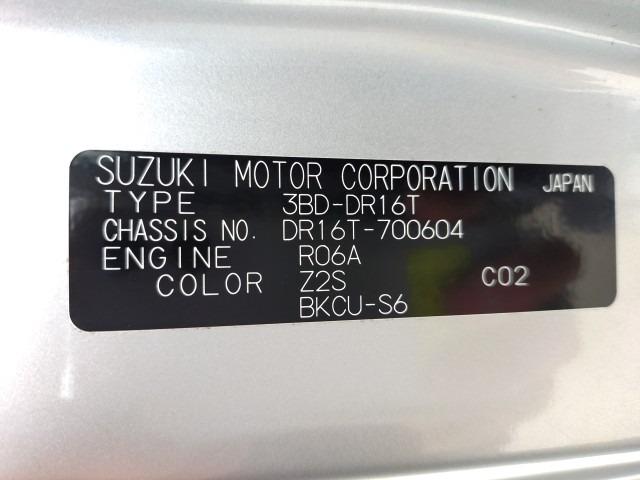 SUZUKI MOTOR CORPORATION JAPAN
TYPE 3BD-DR16T
CHASSIS NO. DR16T-700604
ENGINE R06A
COLOR Z2S C02
BKCU-S6